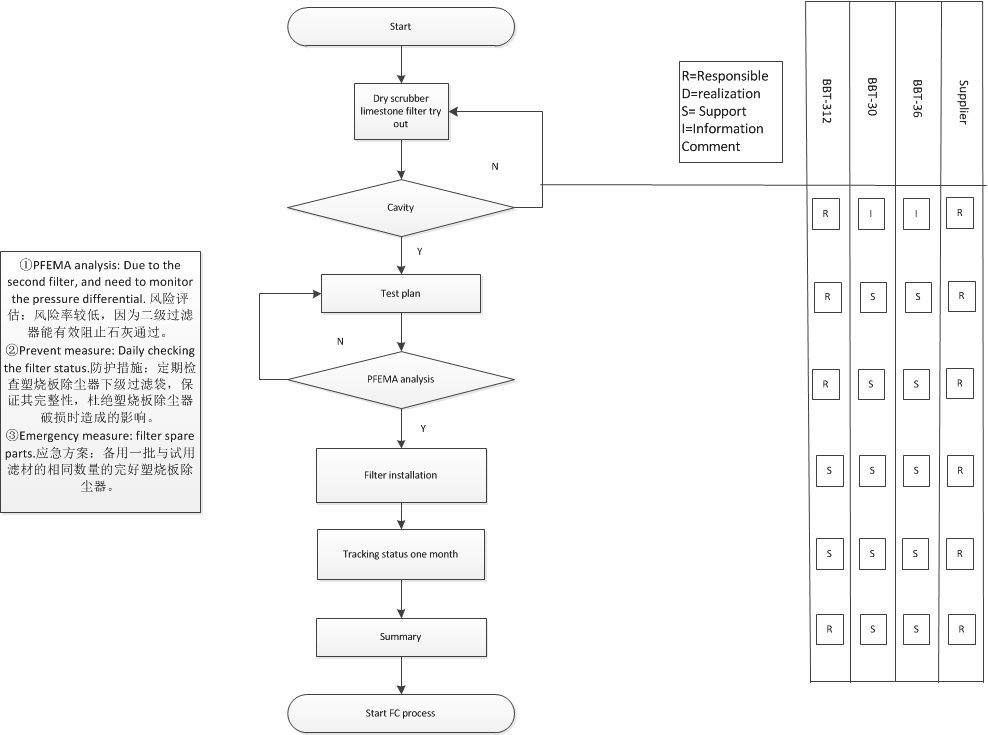 Start
Dry scrubber
limestone filter try
out
N
Cavity
Y
Test plan
N
PFEMA analysis
Y
Filter installation
Tracking status one month
Summary
Start FC process
①PFEMA analysis: Due to the
second filter, and need to monitor
the pressure differential. 风险评
估：风险率较低，因为二级过滤
器能有效阻止石灰通过。
②Prevent measure: Daily checking
the filter status.防护措施：定期检
查塑烧板除尘器下级过滤袋，保
证其完整性，杜绝塑烧板除尘器
破损时造成的影响。
③Emergency measure: filter spare
parts.应急方案：备用一批与试用
滤材的相同数量的完好塑烧板除
尘器。
R=Responsible
D=realization
S= Support
I=Information
Comment
BBT-312
BBT-30
BBT-36
Supplier
R I I R
R S S R
R S S R
S S S R
S S S R
R S S R